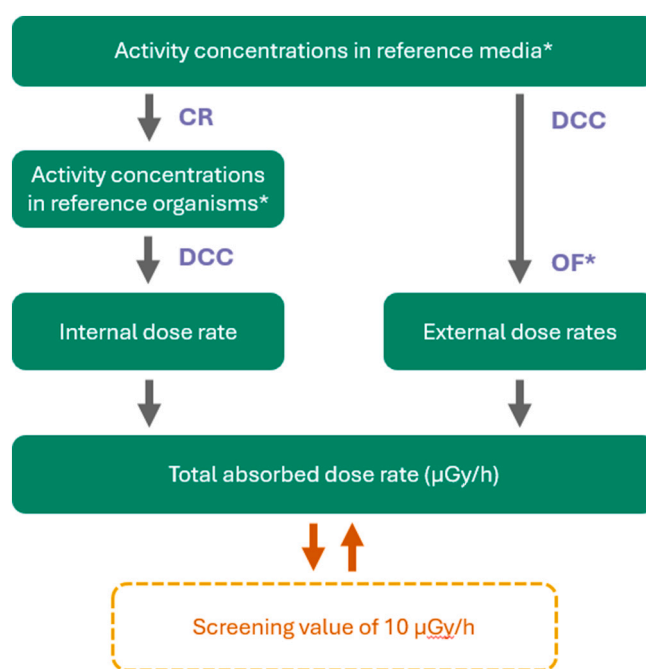 Activity concentrations in reference media*
CR
DCC
Activity concentrations
in reference organisms*
DCC
OF*
Internal dose rate
External dose rates
Total absorbed dose rate (µGy/h)
Screening value of 10 µGy/h